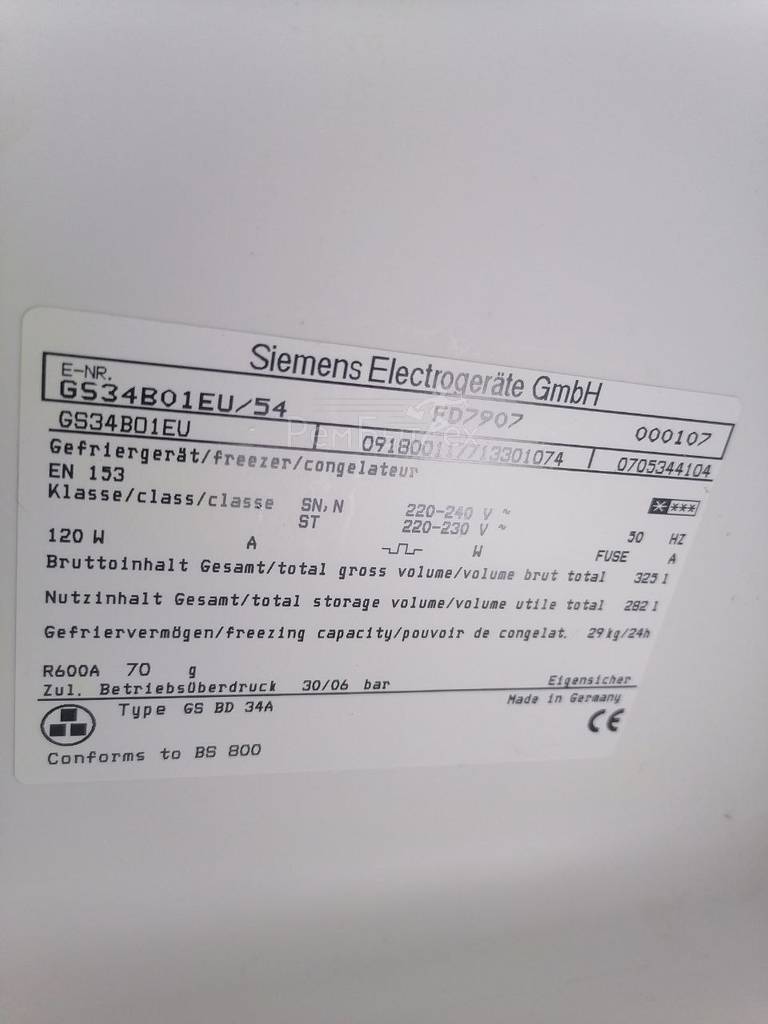 Siemens Electrogeräte GmbH
E-NR.
GS34B01EU/54 FD7907 000107
GS34B01EU 0918001177713301074 0705344104
Gefriergerät/freezer/congelateur
EN 153
Klasse/class/classe SN,N 220-240 V ~ ****
ST 220-230 V ~
120 W A W 50 HZ
FUSE A
Bruttoinhalt Gesamt/total gross volume/volume brut total 325 l
Nutzinhalt Gesamt/total storage volume/volume utile total 282 l
Gefriervermögen/freezing capacity/pouvoir de congelat. 29 kg/24h
R600A 70 g
Zul. Betriebsüberdruck 30/06 bar Eigensicher
Type GS BD 34A Made in Germany
CE
Conforms to BS 800